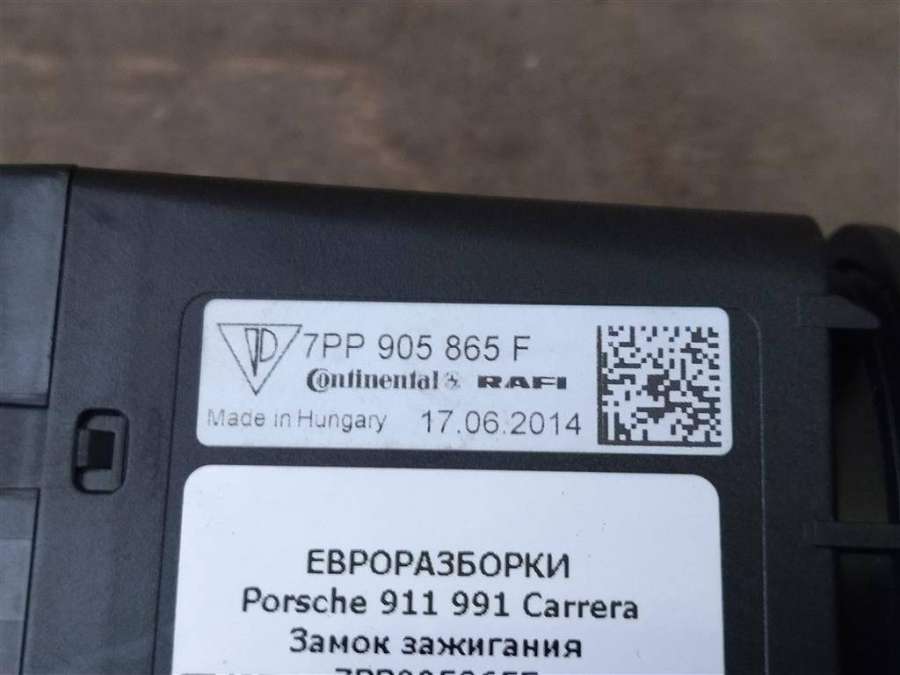 7PP 905 865 F
Continental RAFI
Made in Hungary 17.06.2014
ЕВРОРАЗБОРКИ
Porsche 911 991 Carrera
Замок зажигания